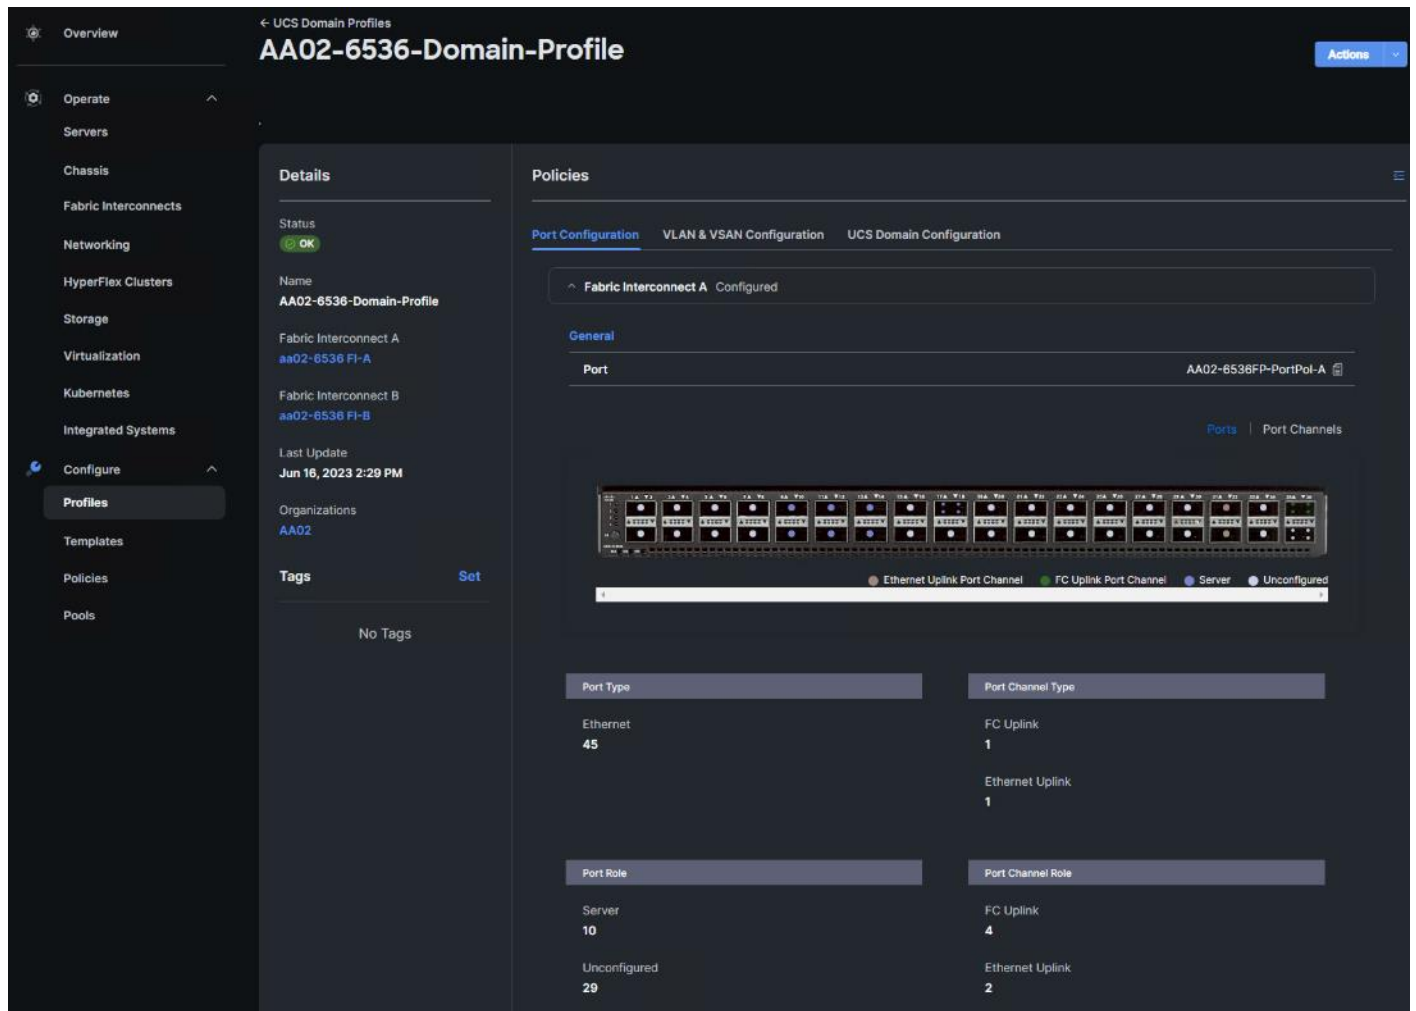 Overview
Operate
Servers
Chassis
Fabric Interconnects
Networking
HyperFlex Clusters
Storage
Virtualization
Kubernetes
Integrated Systems
Configure
Profiles
Templates
Policies
Pools
← UCS Domain Profiles
AA02-6536-Domain-Profile
Actions
Details
Status
OK
Name
AA02-6536-Domain-Profile
Fabric Interconnect A
aa02-6536 FI-A
Fabric Interconnect B
aa02-6536 FI-B
Last Update
Jun 16, 2023 2:29 PM
Organizations
AA02
Tags Set
No Tags
Policies
Port Configuration VLAN & VSAN Configuration UCS Domain Configuration
Fabric Interconnect A Configured
General
Port AA02-6536FP-PortPol-A
Ports | Port Channels
Ethernet Uplink Port Channel FC Uplink Port Channel Server Unconfigured
Port Type
Ethernet
45
Port Channel Type
FC Uplink
1
Ethernet Uplink
1
Port Role
Server
10
Unconfigured
29
Port Channel Role
FC Uplink
4
Ethernet Uplink
2